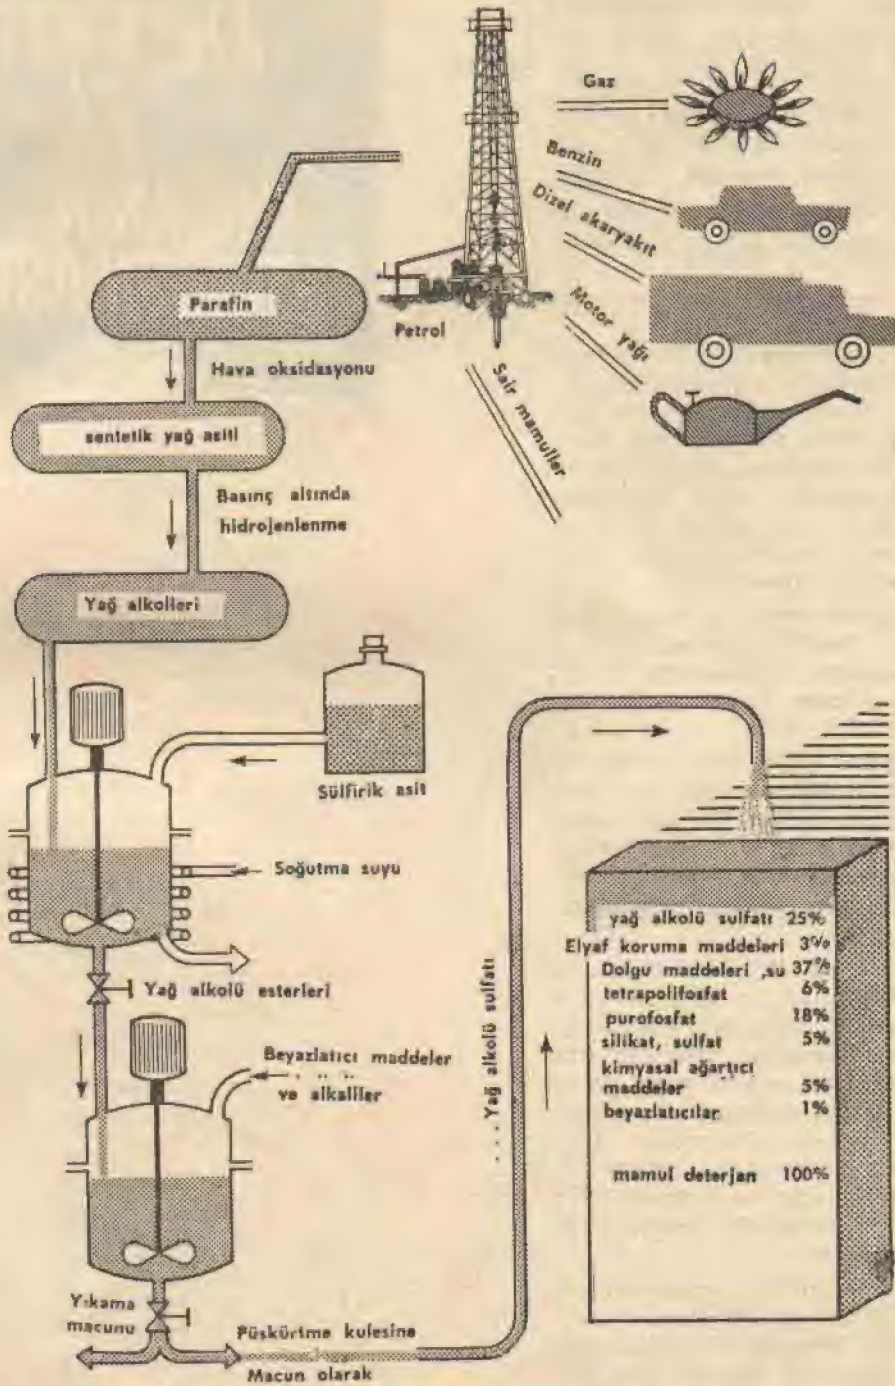 Gaz
Benzin
Dizel akaryakıt
Motor yağı
Sair mamuller
Petrol
Parafin
Hava oksidasyonu
sentetik yağ asiti
Basınç altında
hidrojenlenme
Yağ alkolleri
Sülfirik asit
Soğutma suyu
Yağ alkolü esterleri
Beyazlatıcı maddeler
ve alkaliler
Yıkama
macunu
Püskürtme kulesine
Macun olarak
....Yağ alkolü sulfatı
yağ alkolü sulfatı 25%
Elyaf koruma maddeleri 3%
Dolgu maddeleri ,su 37%
tetrapolifosfat 6%
purofosfat 18%
silikat, sulfat 5%
kimyasal ağartıcı
maddeler 5%
beyazlatıcılar 1%
mamul deterjan 100%